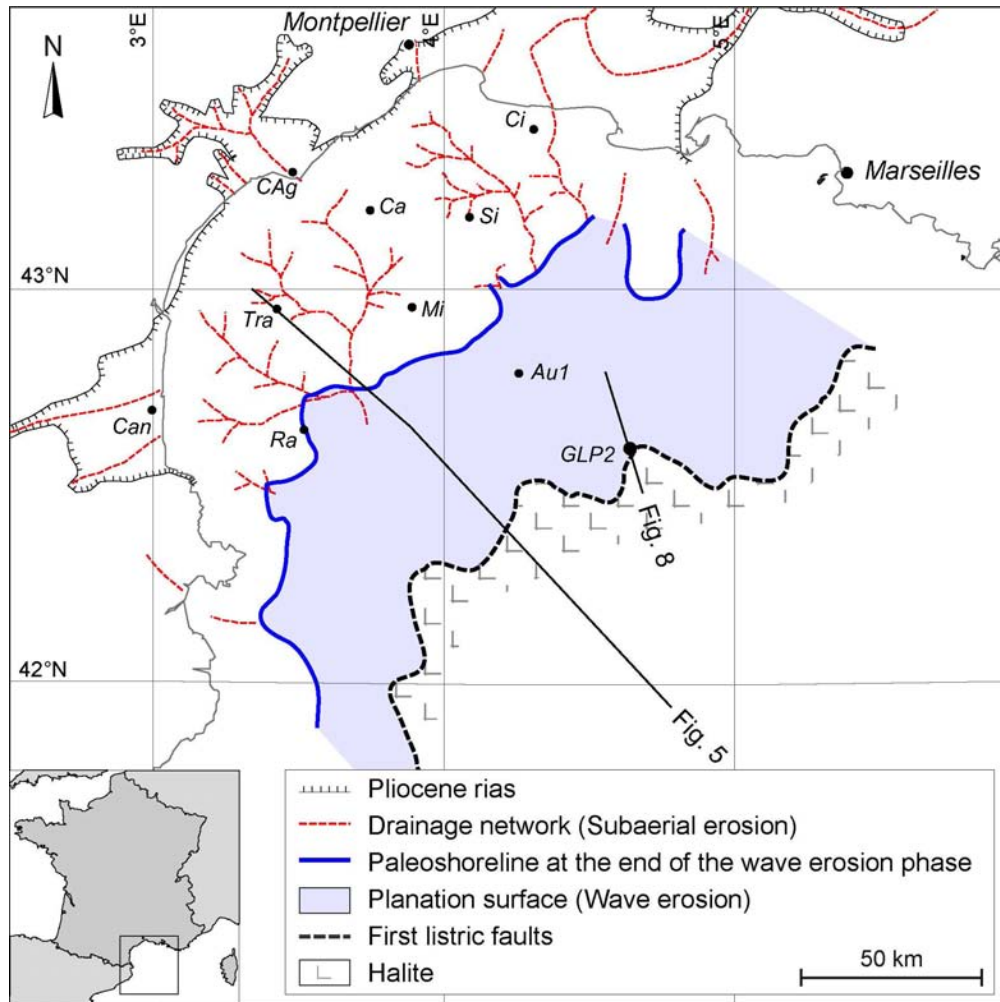 3°E
Montpellier
4°E
5°E
N
Ci
Marseilles
CAg
Ca
Si
43°N
Tra
Mi
Au1
Can
Ra
GLP2
Fig. 8
42°N
Fig. 5
Pliocene rias
Drainage network (Subaerial erosion)
Paleoshoreline at the end of the wave erosion phase
Planation surface (Wave erosion)
First listric faults
Halite
50 km